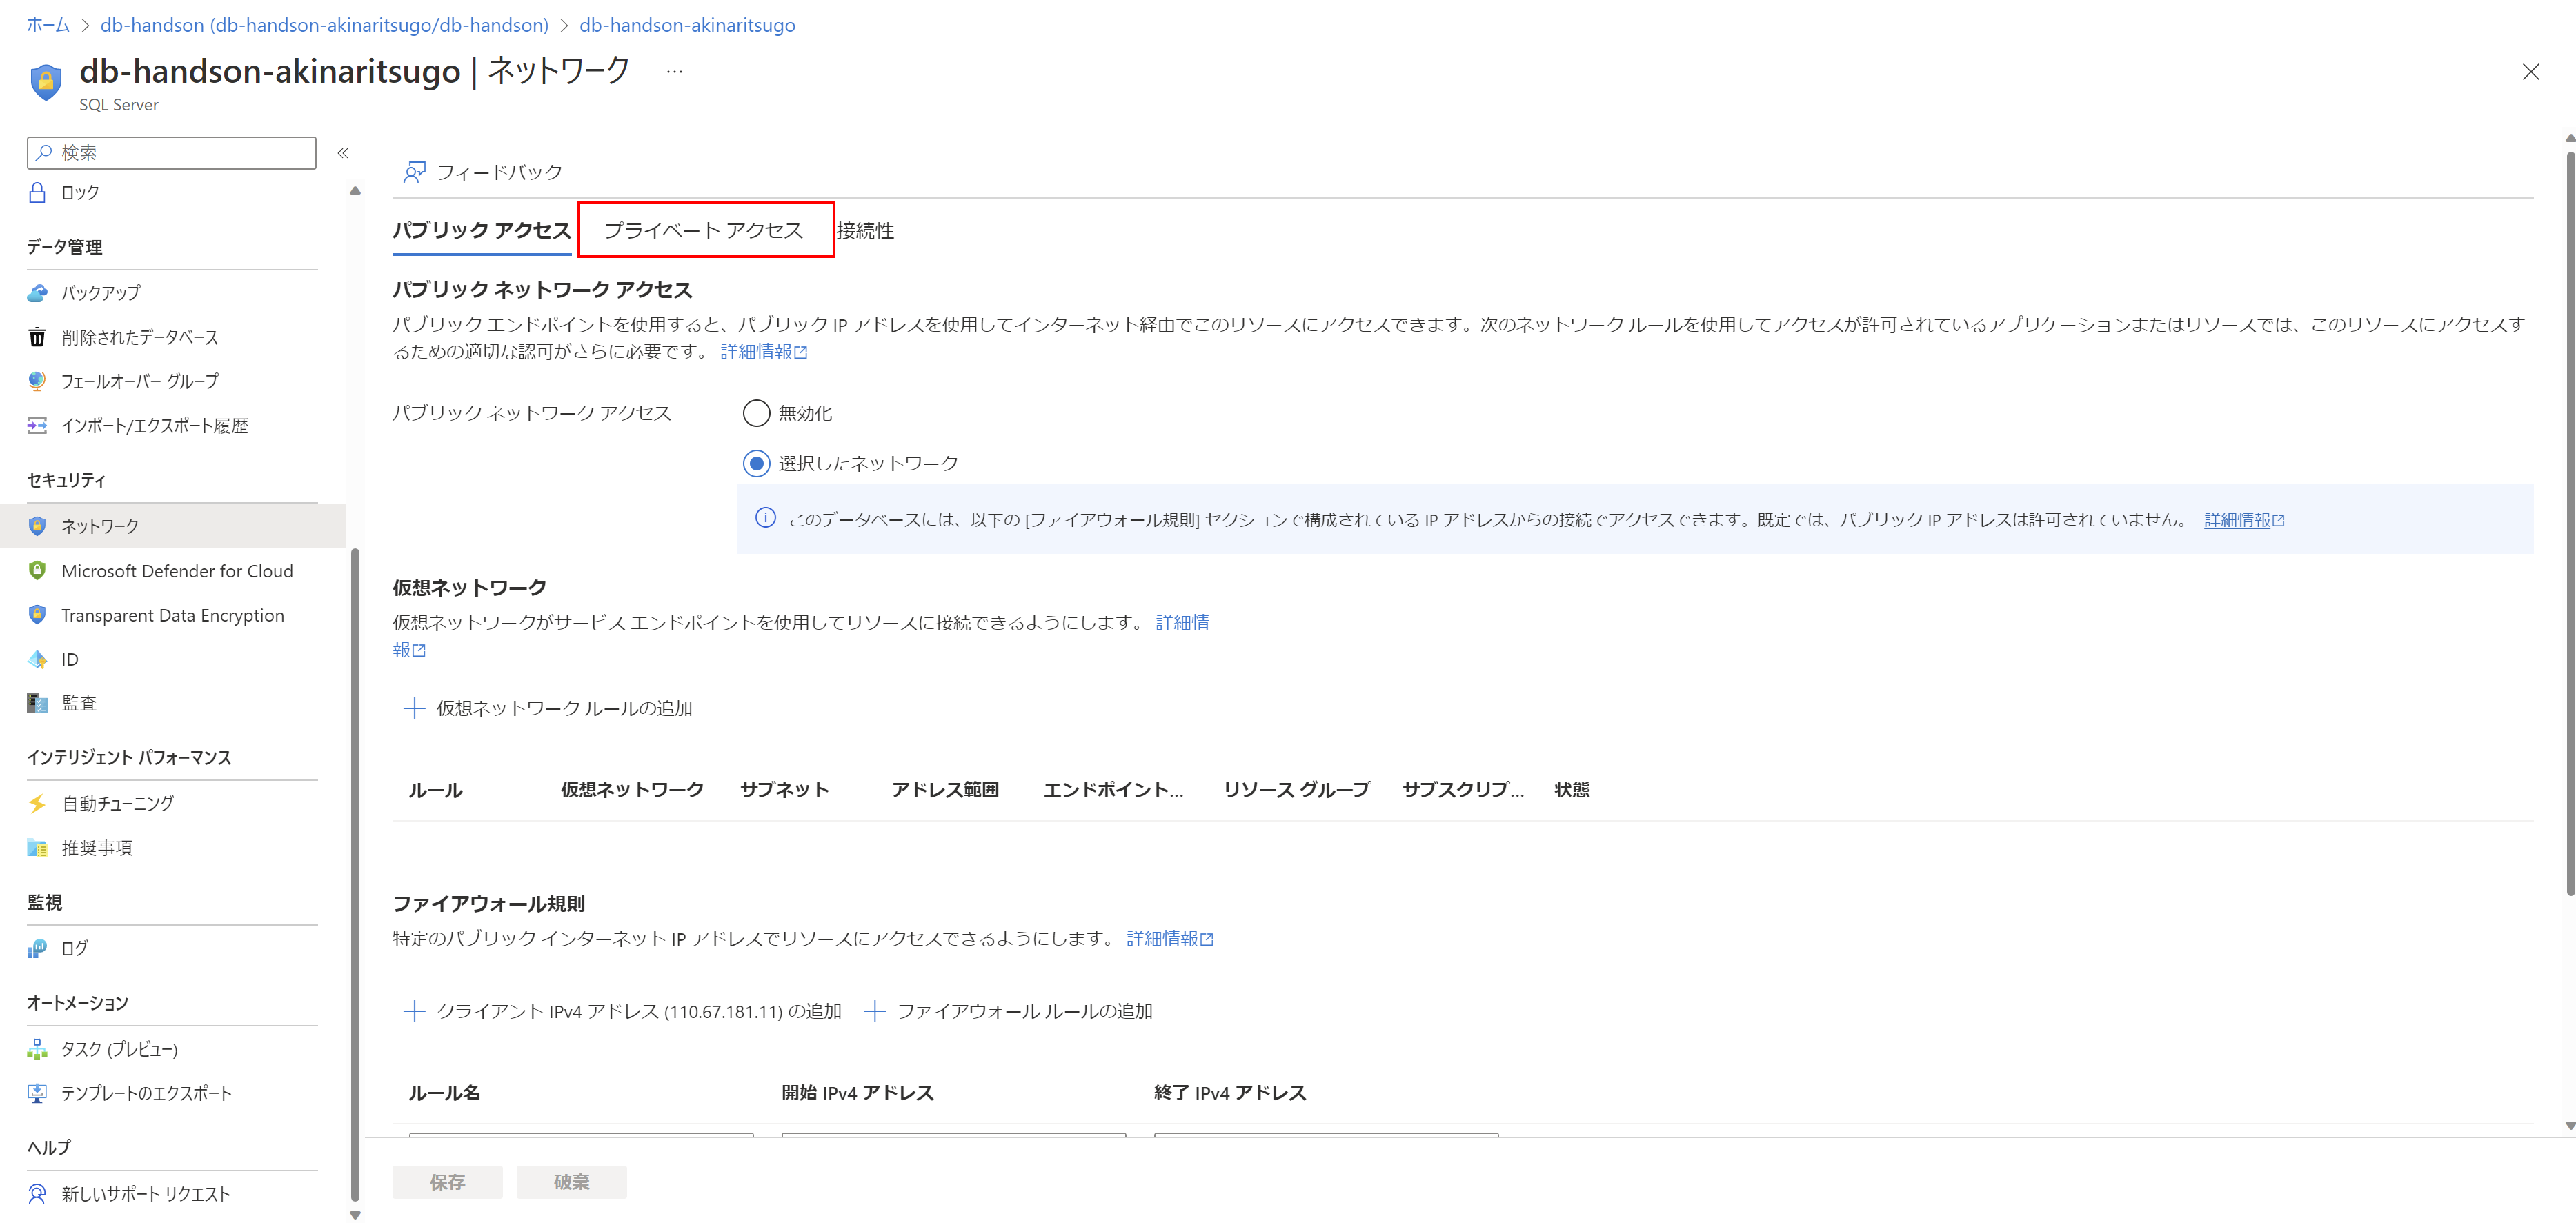 ホーム > db-handson (db-handson-akinaritsugo/db-handson) > db-handson-akinaritsugo
db-handson-akinaritsugo | ネットワーク ...
SQL Server
検索
ロック
データ管理
バックアップ
削除されたデータベース
フェールオーバー グループ
インポート/エクスポート履歴
セキュリティ
ネットワーク
Microsoft Defender for Cloud
Transparent Data Encryption
ID
監査
インテリジェント パフォーマンス
自動チューニング
推奨事項
監視
ログ
オートメーション
タスク (プレビュー)
テンプレートのエクスポート
ヘルプ
新しいサポート リクエスト
フィードバック
パブリック アクセス プライベート アクセス 接続性
パブリック ネットワーク アクセス
パブリック エンドポイントを使用すると、パブリック IP アドレスを使用してインターネット経由でこのリソースにアクセスできます。次のネットワーク ルールを使用してアクセスが許可されているアプリケーションまたはリソースでは、このリソースにアクセスす
るための適切な認可がさらに必要です。 詳細情報
パブリック ネットワーク アクセス 無効化
選択したネットワーク
このデータベースには、以下の [ファイアウォール規則] セクションで構成されている IP アドレスからの接続でアクセスできます。既定では、パブリック IP アドレスは許可されていません。 詳細情報
仮想ネットワーク
仮想ネットワークがサービス エンドポイントを使用してリソースに接続できるようにします。 詳細情
報
仮想ネットワーク ルールの追加
ルール 仮想ネットワーク サブネット アドレス範囲 エンドポイント... リソース グループ サブスクリプ... 状態
ファイアウォール規則
特定のパブリック インターネット IP アドレスでリソースにアクセスできるようにします。 詳細情報
クライアント IPv4 アドレス (110.67.181.11) の追加 ファイアウォール ルールの追加
ルール名 開始 IPv4 アドレス 終了 IPv4 アドレス
保存 破棄